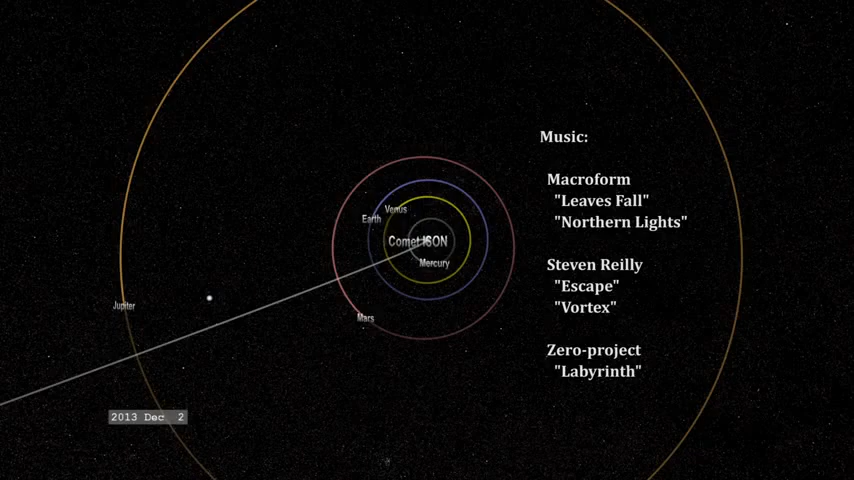 Music:
Macroform
"Leaves Fall"
"Northern Lights"
Steven Reilly
"Escape"
"Vortex"
Zero-project
"Labyrinth"
Venus
Earth
Comet ISON
Mercury
Jupiter
Mars
2013 Dec 2